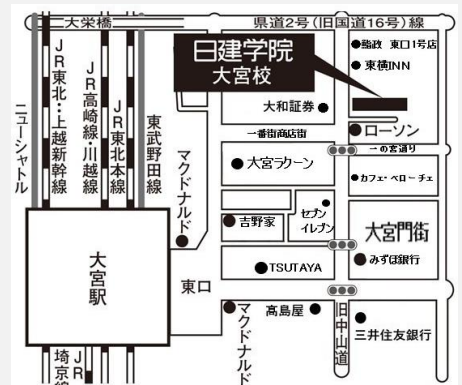 大栄橋
県道2号(旧国道16号)線
日建学院
大宮校
東口1号店
東横INN
大和証券
ローソン
ニューシャトル
JR東北・上越新幹線
JR高崎線・川越線
JR東北本線
東武野田線
マクドナルド
一番街商店街
一の宮通り
大宮ラクーン
カフェ・ベローチェ
吉野家
セブン
イレブン
大宮門街
みずほ銀行
大宮駅
東口
TSUTAYA
マクドナルド
高島屋
旧中山道
三井住友銀行
JR
埼京線